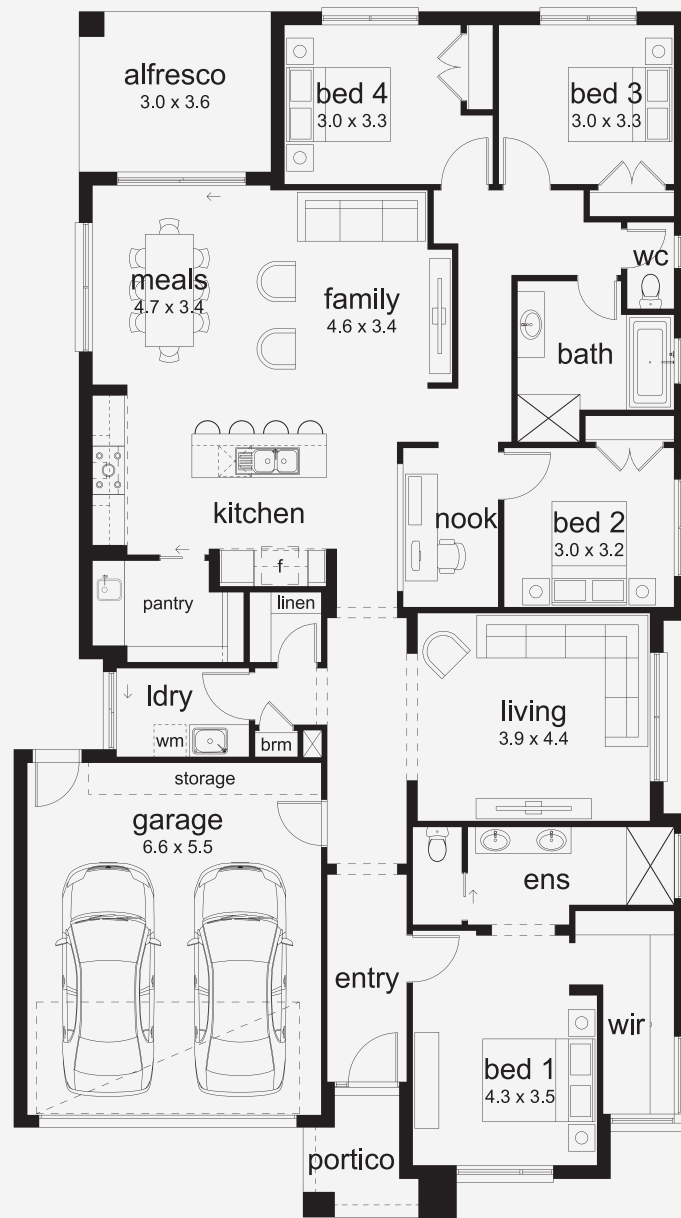 alfresco
3.0 x 3.6
bed 4
3.0 x 3.3
bed 3
3.0 x 3.3
wc
meals
4.7 x 3.4
family
4.6 x 3.4
bath
kitchen
nook
bed 2
3.0 x 3.2
f
pantry
linen
ldry
wm
brm
living
3.9 x 4.4
storage
garage
6.6 x 5.5
ens
entry
wir
bed 1
4.3 x 3.5
portico